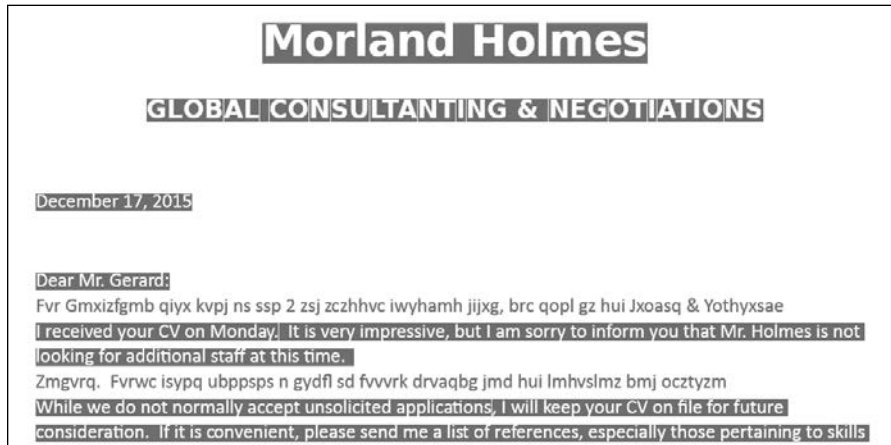 Morland Holmes
GLOBAL CONSULTANTING & NEGOTIATIONS
December 17, 2015
Dear Mr. Gerard:
Fvr Gmxizfgmb qiyx kvpj ns ssp 2 zsj zczhhvc iwyhamh jijxg, brc qopl gz hui Jxoasq & Yothyxsae
I received your CV on Monday.  It is very impressive, but I am sorry to inform you that Mr. Holmes is not
looking for additional staff at this time.
Zmgvrq.  Fvrwc isypq ubppsps n gydfl sd fvvvrk drvaqbg jmd hui lmhvslmz bmj ocztyzm
While we do not normally accept unsolicited applications, I will keep your CV on file for future
consideration.  If it is convenient, please send me a list of references, especially those pertaining to skills